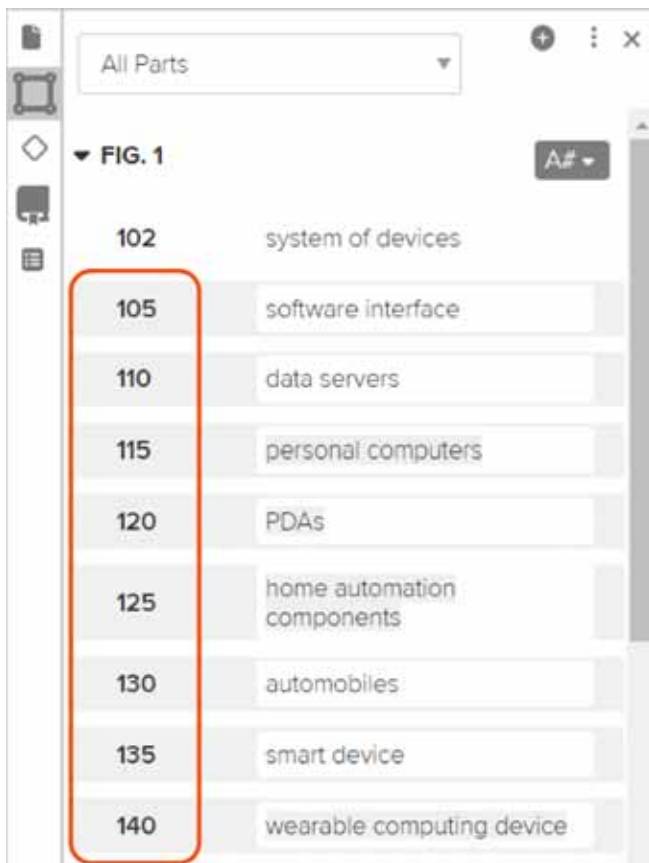 All Parts
FIG. 1
A#
102 system of devices
105 software interface
110 data servers
115 personal computers
120 PDAs
125 home automation
components
130 automobiles
135 smart device
140 wearable computing device